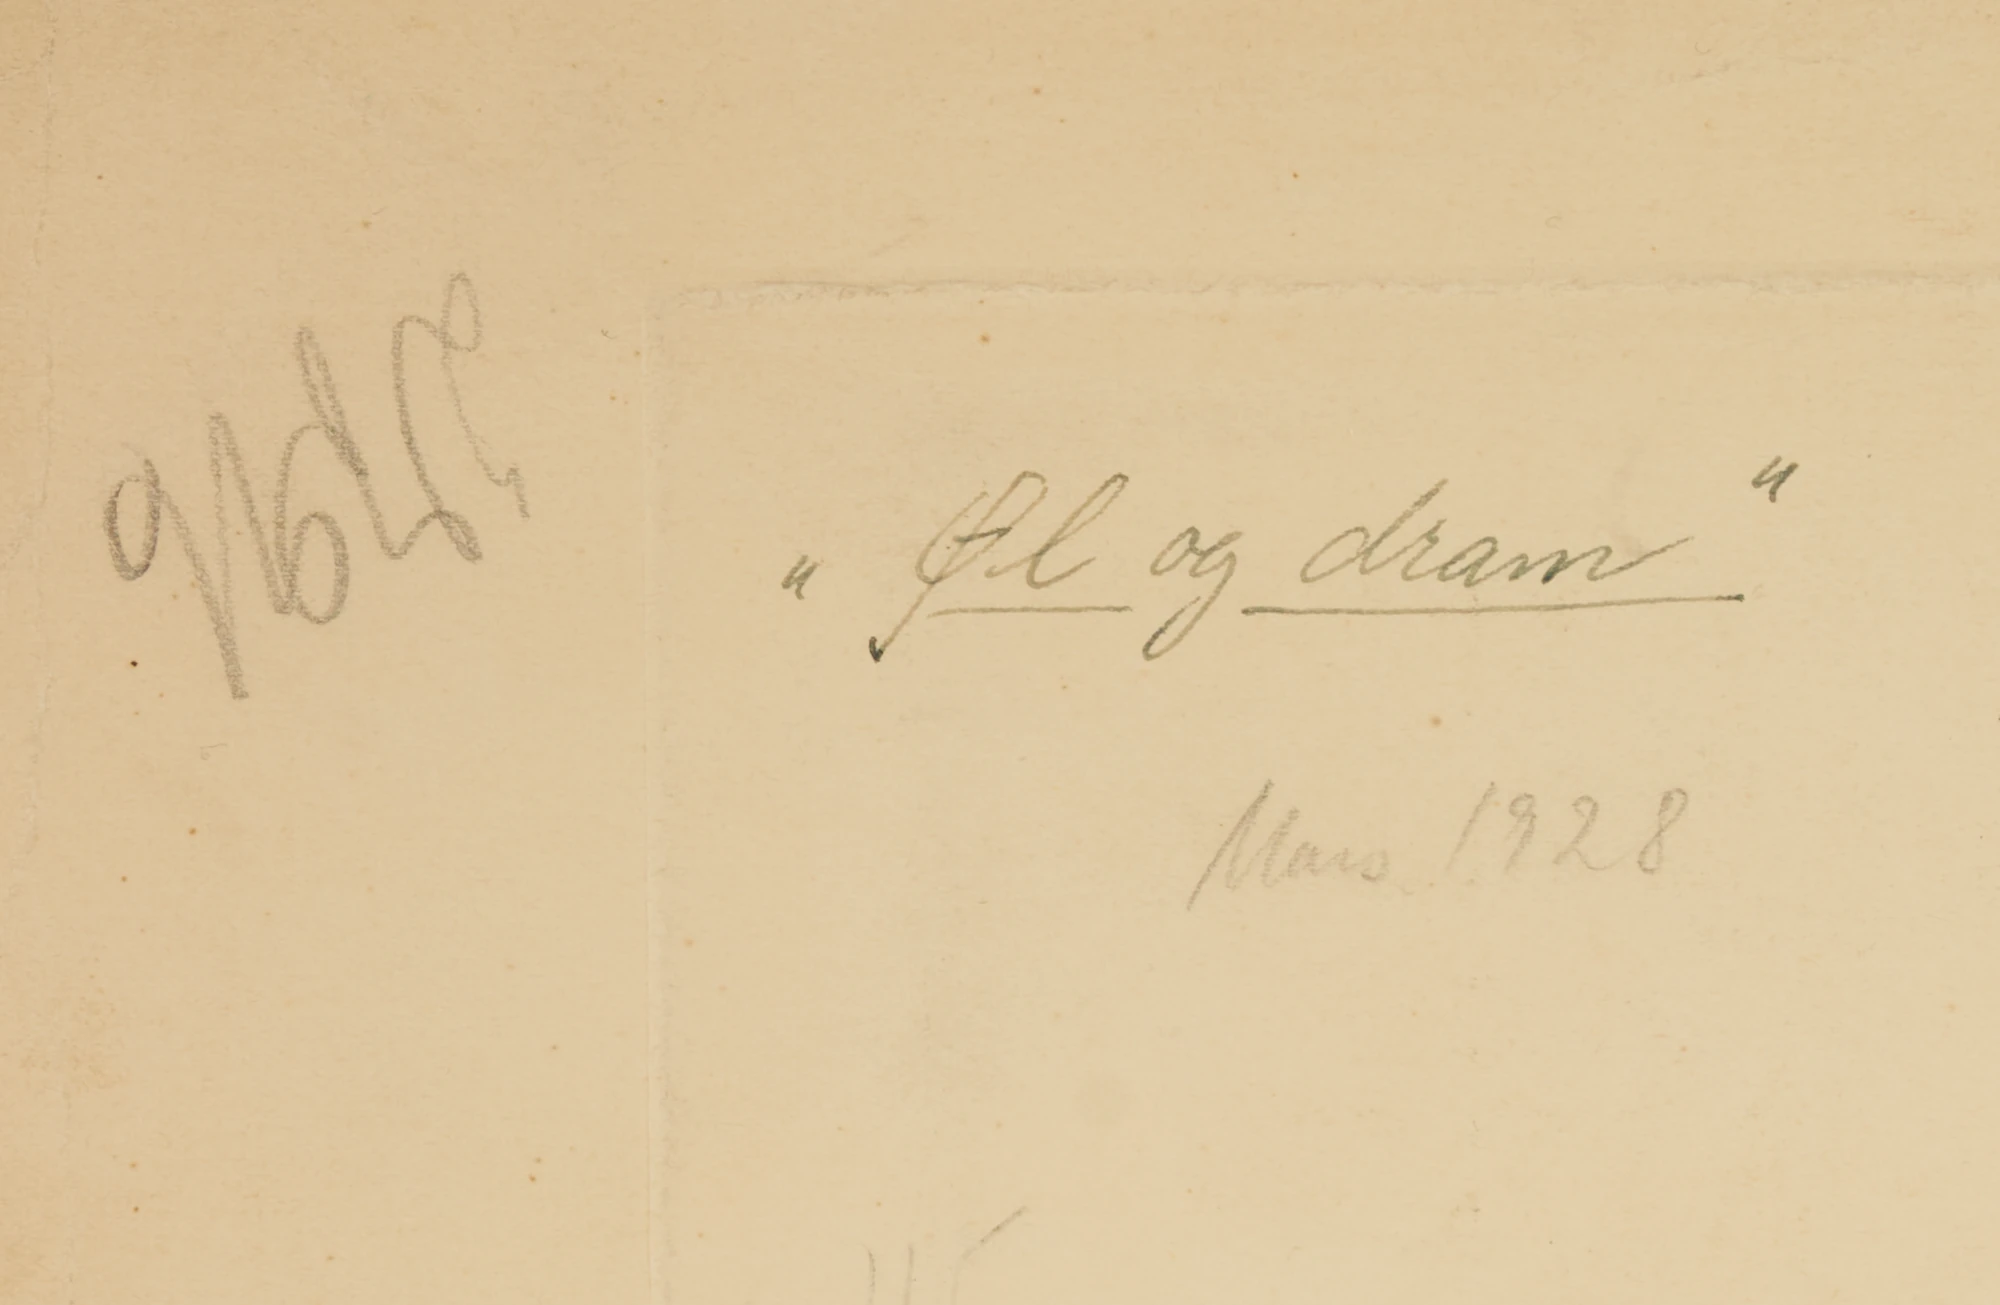 „Øl og dram"
Mars 1928